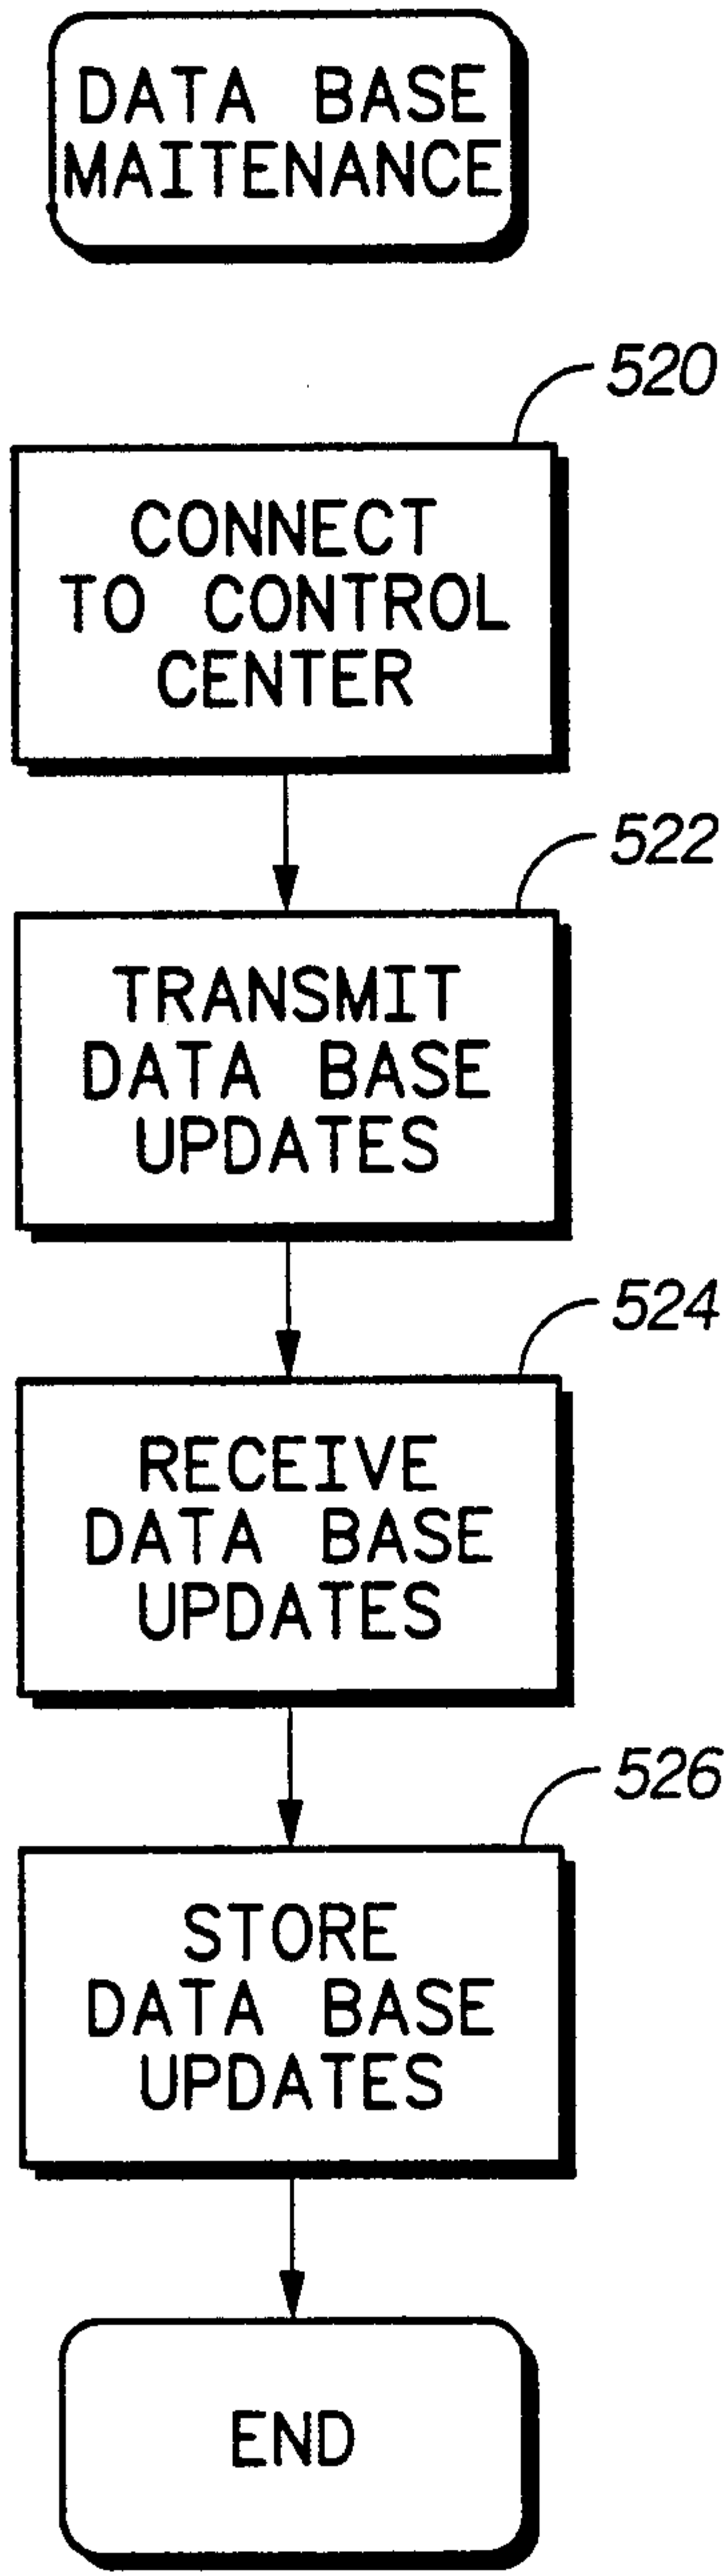 DATA BASE
MAITENANCE
520
CONNECT
TO CONTROL
CENTER
522
TRANSMIT
DATA BASE
UPDATES
524
RECEIVE
DATA BASE
UPDATES
526
STORE
DATA BASE
UPDATES
END